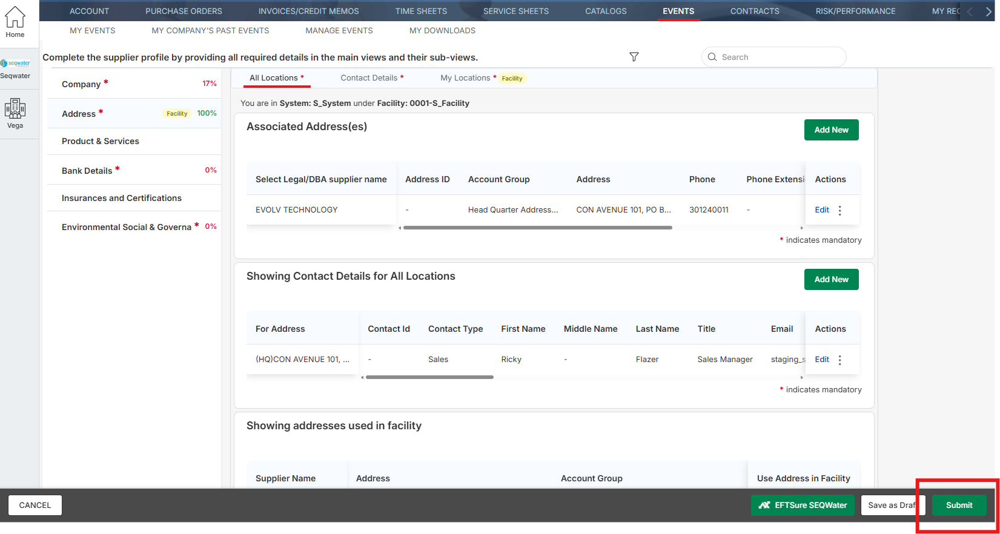 Home
seqwater
Seqwater
Vega
ACCOUNT PURCHASE ORDERS INVOICES/CREDIT MEMOS TIME SHEETS SERVICE SHEETS CATALOGS EVENTS CONTRACTS RISK/PERFORMANCE MY REC
MY EVENTS MY COMPANY'S PAST EVENTS MANAGE EVENTS MY DOWNLOADS
Complete the supplier profile by providing all required details in the main views and their sub-views.
Search
Company * 17%
Address * Facility 100%
Product & Services
Bank Details * 0%
Insurances and Certifications
Environmental Social & Governa * 0%
All Locations * Contact Details * My Locations * Facility
You are in System: S_System under Facility: 0001-S_Facility
Associated Address(es)
Add New
Select Legal/DBA supplier name Address ID Account Group Address Phone Phone Extensi Actions
EVOLV TECHNOLOGY - Head Quarter Address... CON AVENUE 101, PO B... 301240011 - Edit
* indicates mandatory
Showing Contact Details for All Locations
Add New
For Address Contact Id Contact Type First Name Middle Name Last Name Title Email Actions
(HQ)CON AVENUE 101, ... - Sales Ricky - Flazer Sales Manager staging_s Edit
* indicates mandatory
Showing addresses used in facility
Supplier Name Address Account Group Use Address in Facility
CANCEL EFTSure SEQWater Save as Draf Submit